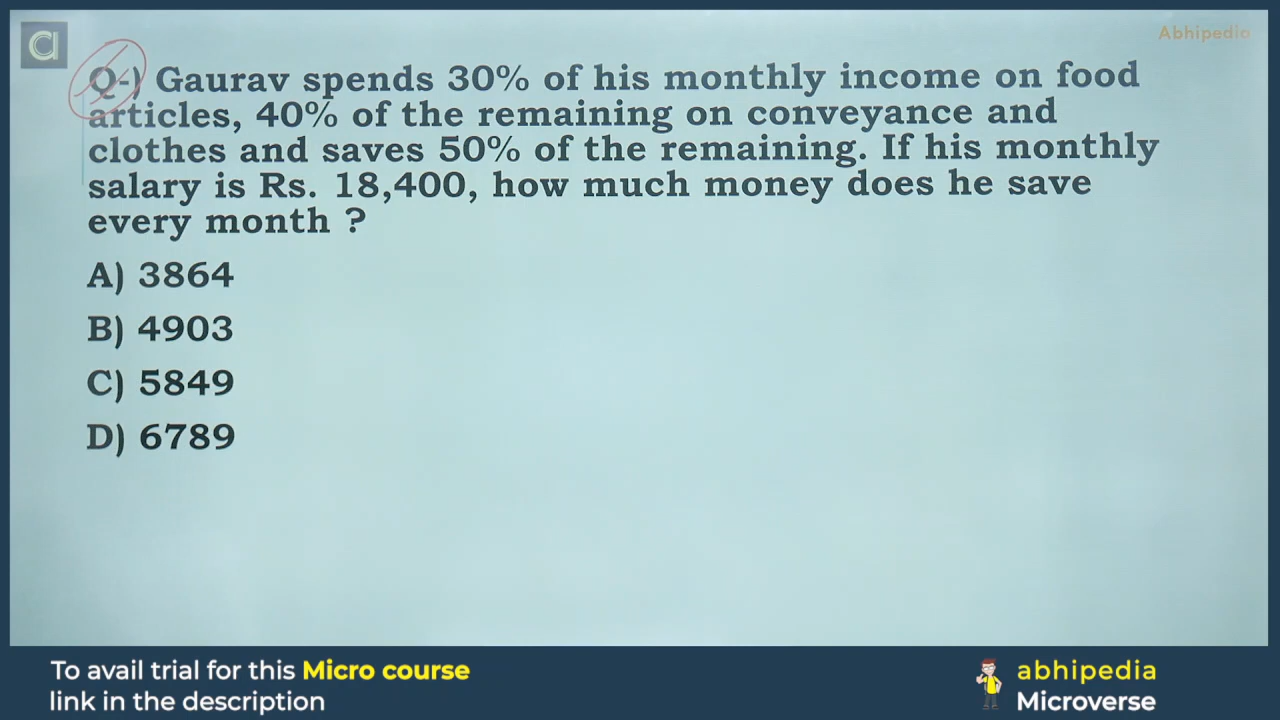 Abhipedia
Q-) Gaurav spends 30% of his monthly income on food
articles, 40% of the remaining on conveyance and
clothes and saves 50% of the remaining. If his monthly
salary is Rs. 18,400, how much money does he save
every month ?
A) 3864
B) 4903
C) 5849
D) 6789
To avail trial for this Micro course
link in the description
abhipedia
Microverse